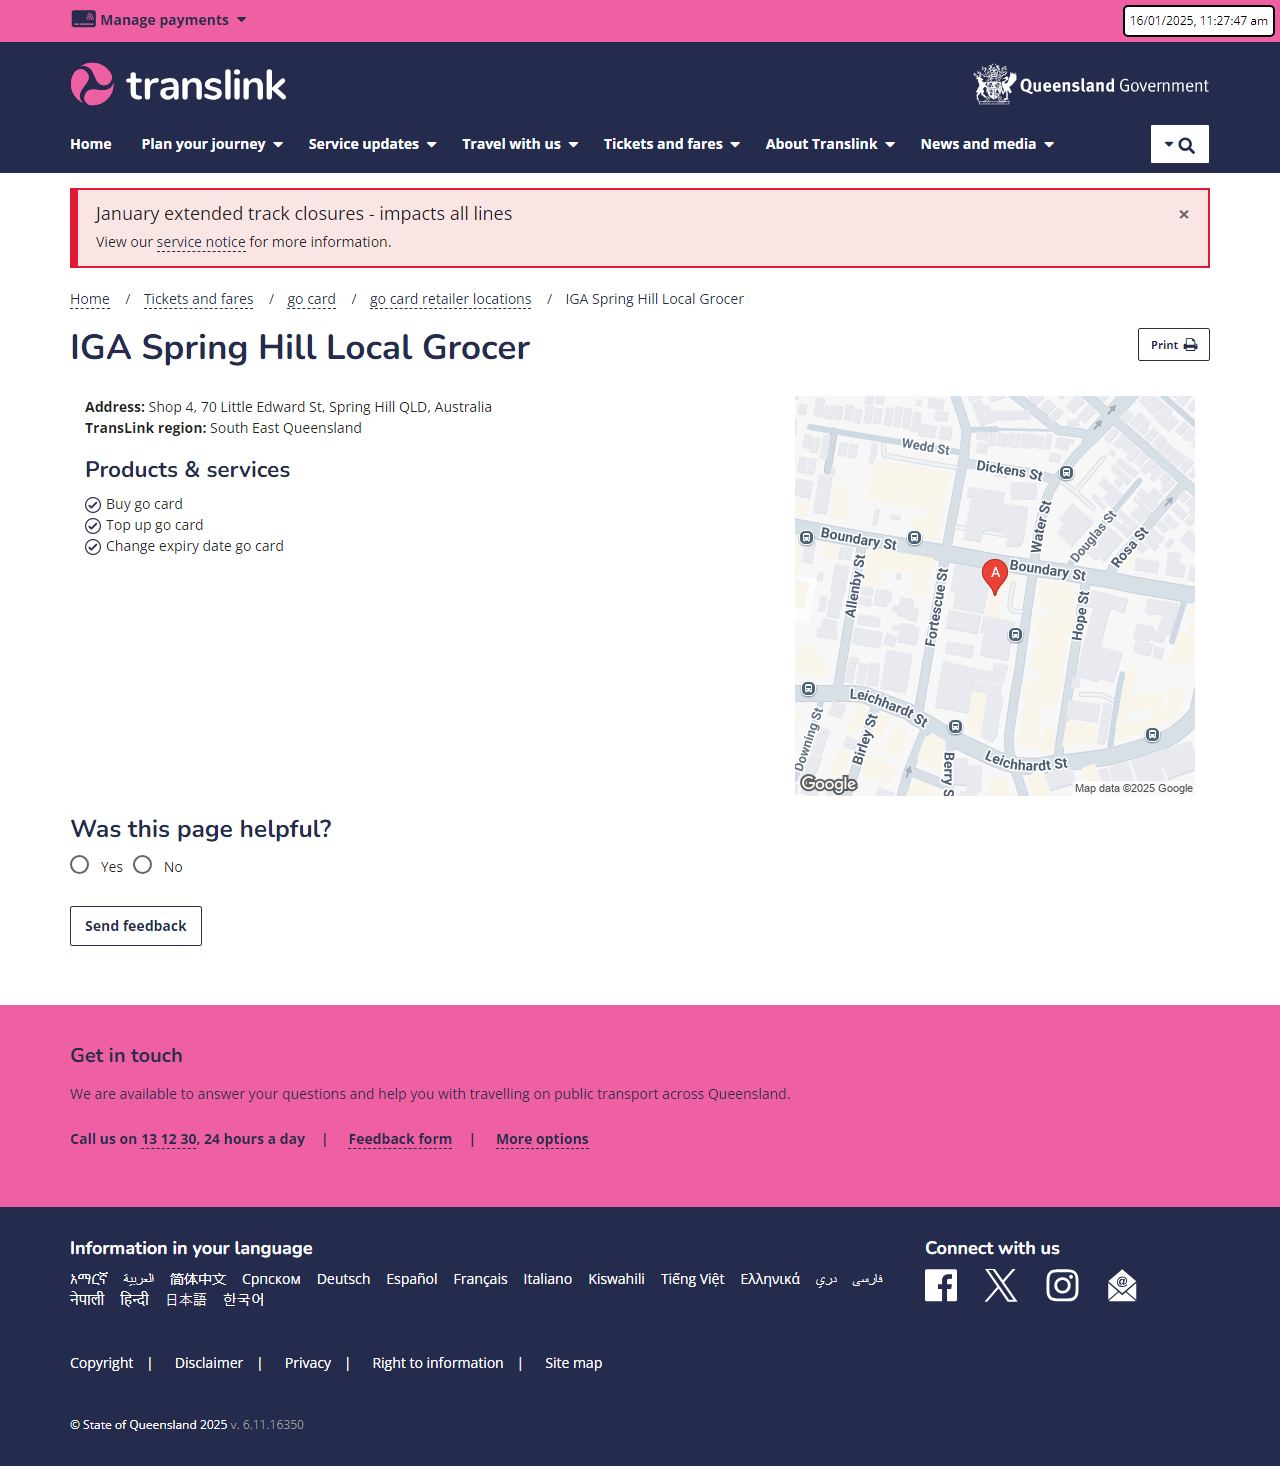 Manage payments
16/01/2025, 11:27:47 am
translink
Queensland Government
Home Plan your journey Service updates Travel with us Tickets and fares About Translink News and media
January extended track closures - impacts all lines
×
View our service notice for more information.
Home / Tickets and fares / go card / go card retailer locations / IGA Spring Hill Local Grocer
IGA Spring Hill Local Grocer
Print
Address: Shop 4, 70 Little Edward St, Spring Hill QLD, Australia
TransLink region: South East Queensland
Products & services
Buy go card
Top up go card
Change expiry date go card
Wedd St
Dickens St
Water St
Douglas St
Rosa St
Boundary St
Boundary St
A
Allenby St
Fortescue St
Hope St
Leichhardt St
Downing St
Birley St
Berry S
Leichhardt St
Google
Map data ©2025 Google
Was this page helpful?
Yes No
Send feedback
Get in touch
We are available to answer your questions and help you with travelling on public transport across Queensland.
Call us on 13 12 30, 24 hours a day | Feedback form | More options
Information in your language
Connect with us
አማርኛ العربية 简体中文 Српском Deutsch Español Français Italiano Kiswahili Tiếng Việt Ελληνικά دري فارسی
नेपाली हिन्दी 日本語 한국어
Copyright | Disclaimer | Privacy | Right to information | Site map
© State of Queensland 2025 v. 6.11.16350